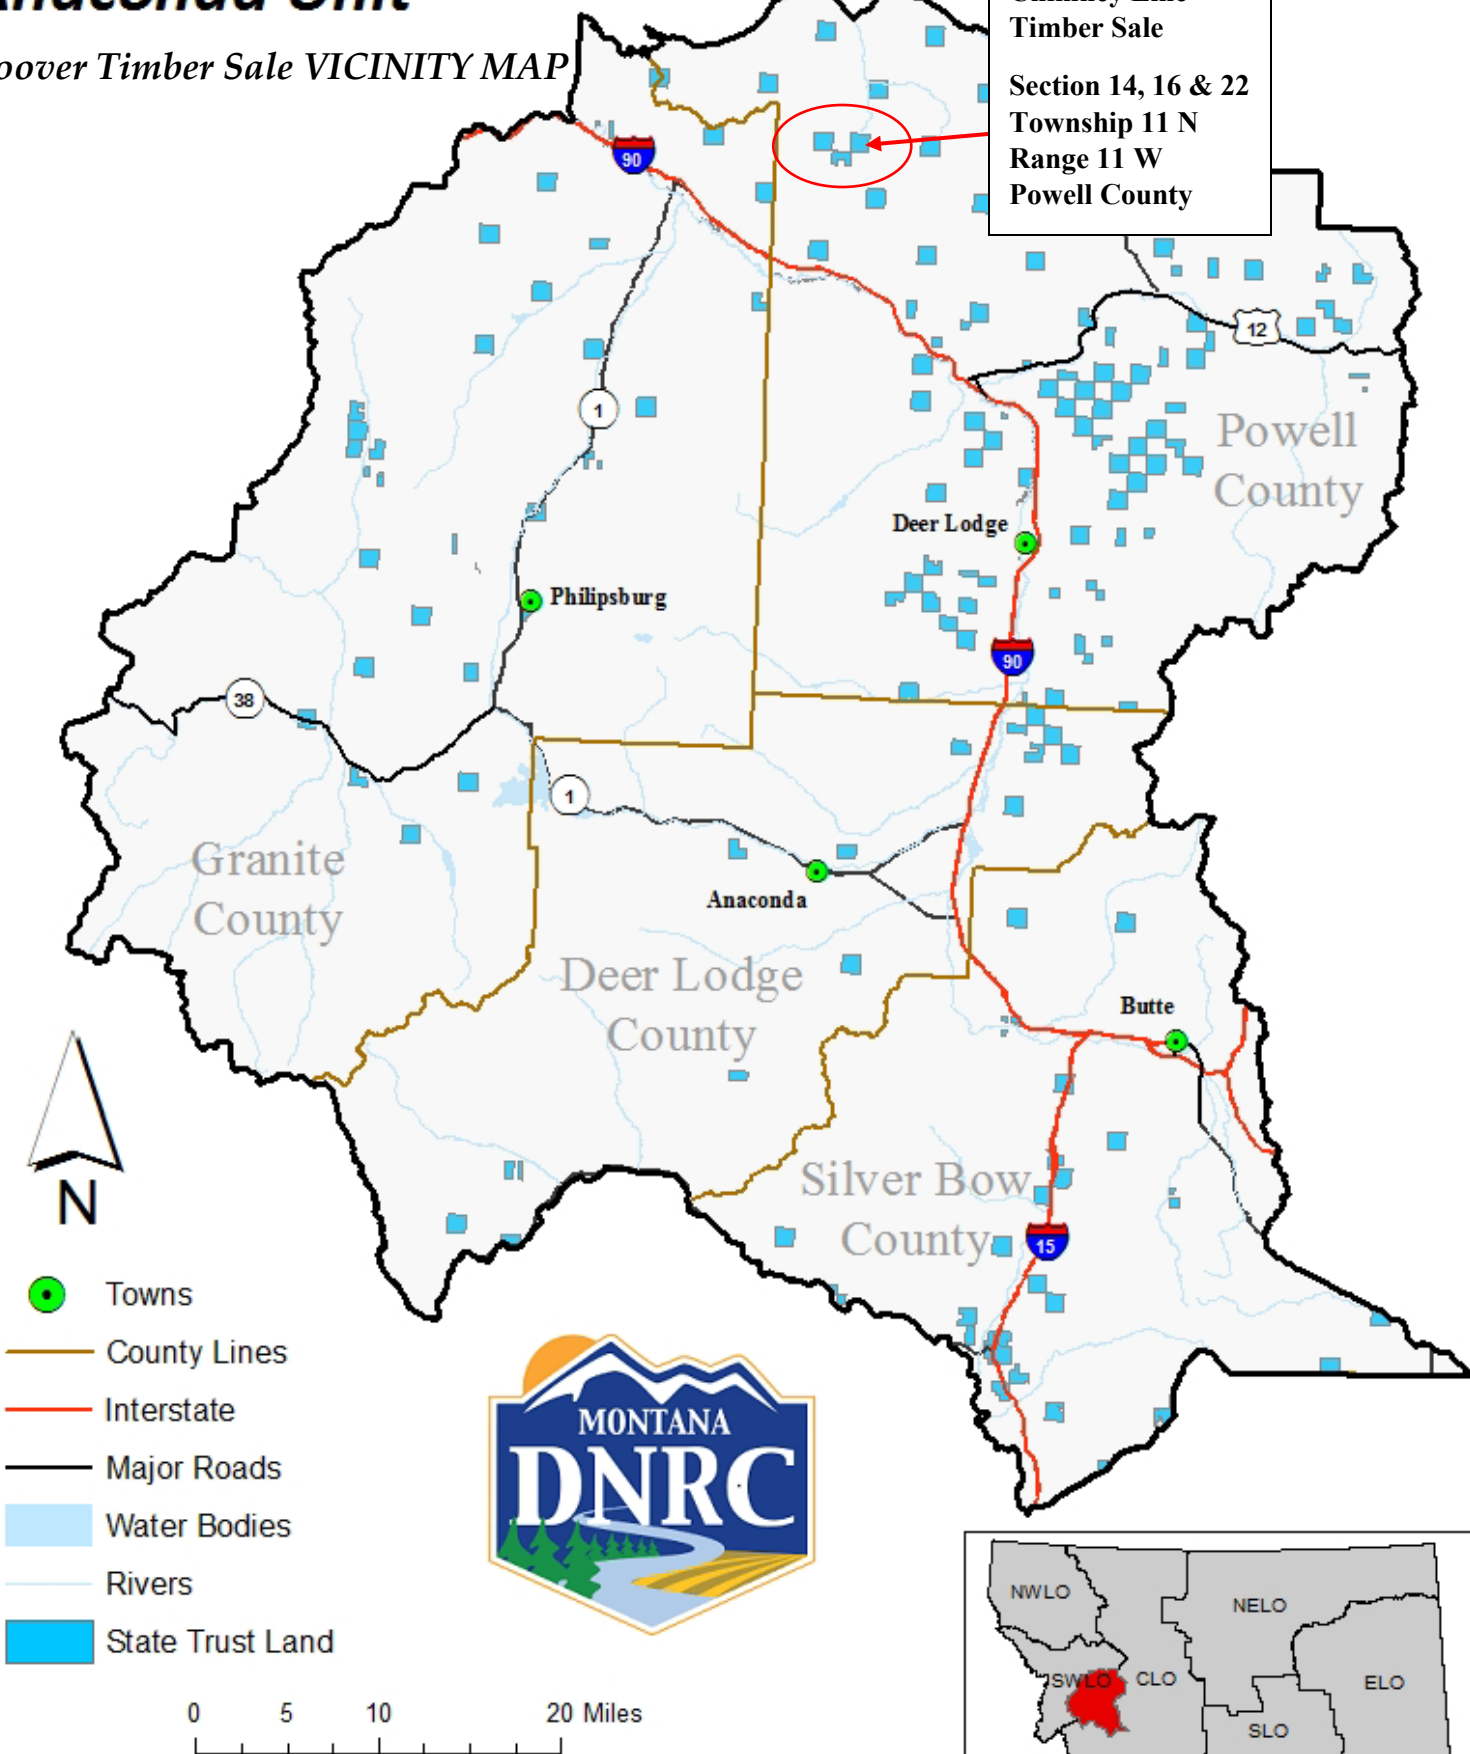 Anaconda Unit
oover Timber Sale VICINITY MAP
Timber Sale
Section 14, 16 & 22
Township 11 N
Range 11 W
Powell County
90
12
1
Powell
County
Deer Lodge
Philipsburg
90
38
1
Granite
County
Anaconda
Deer Lodge
County
Butte
Silver Bow
County
15
N
Towns
County Lines
Interstate
Major Roads
Water Bodies
Rivers
State Trust Land
0 5 10 20 Miles
MONTANA
DNRC
NWLO
NELO
SWLO
CLO
ELO
SLO